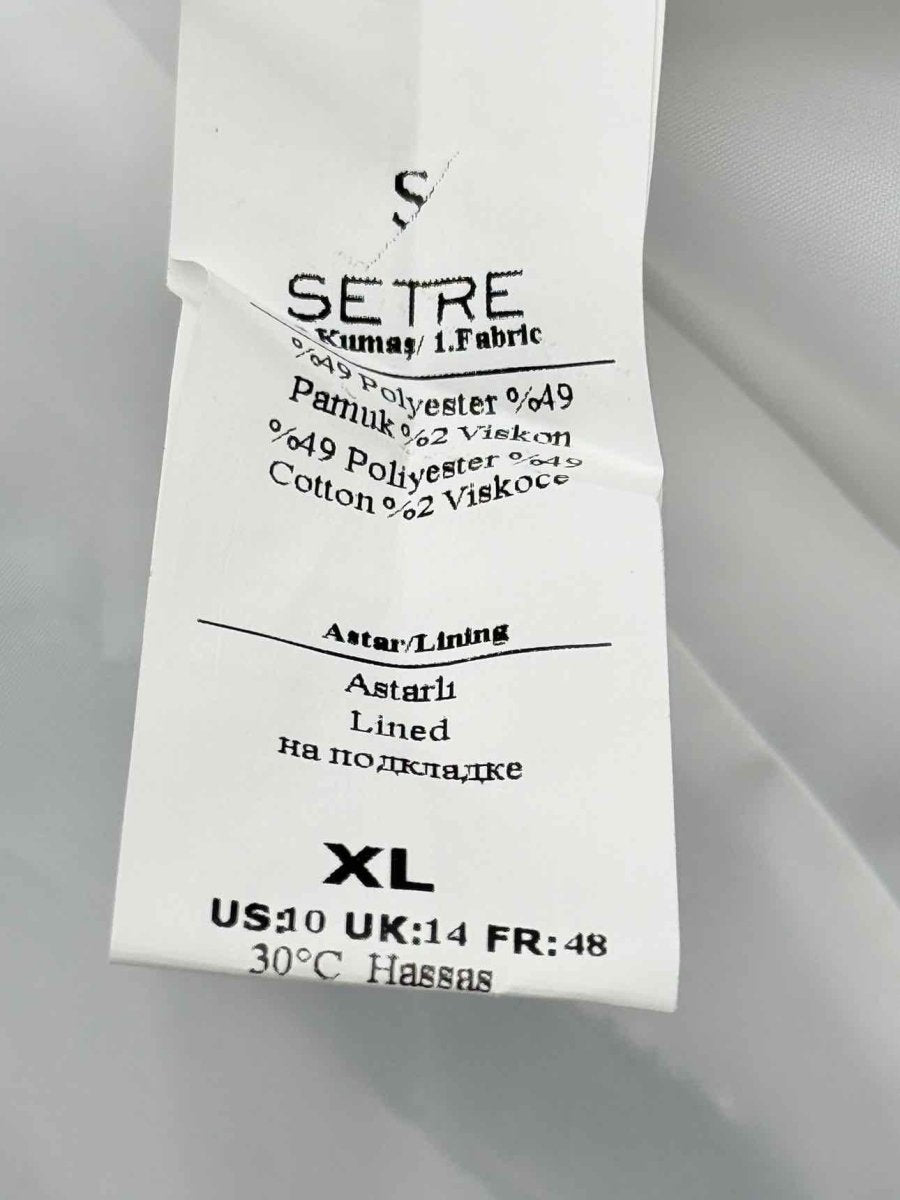 S
SETRE
Kumaş/ 1.Fabric
%49 Polyester %49
Pamuk %2 Viskon
%49 Poliyester %49
Cotton %2 Viskoce
Astar/Lining
Astarlı
Lined
на подкладке
XL
US:10 UK:14 FR:48
30°C Hassas